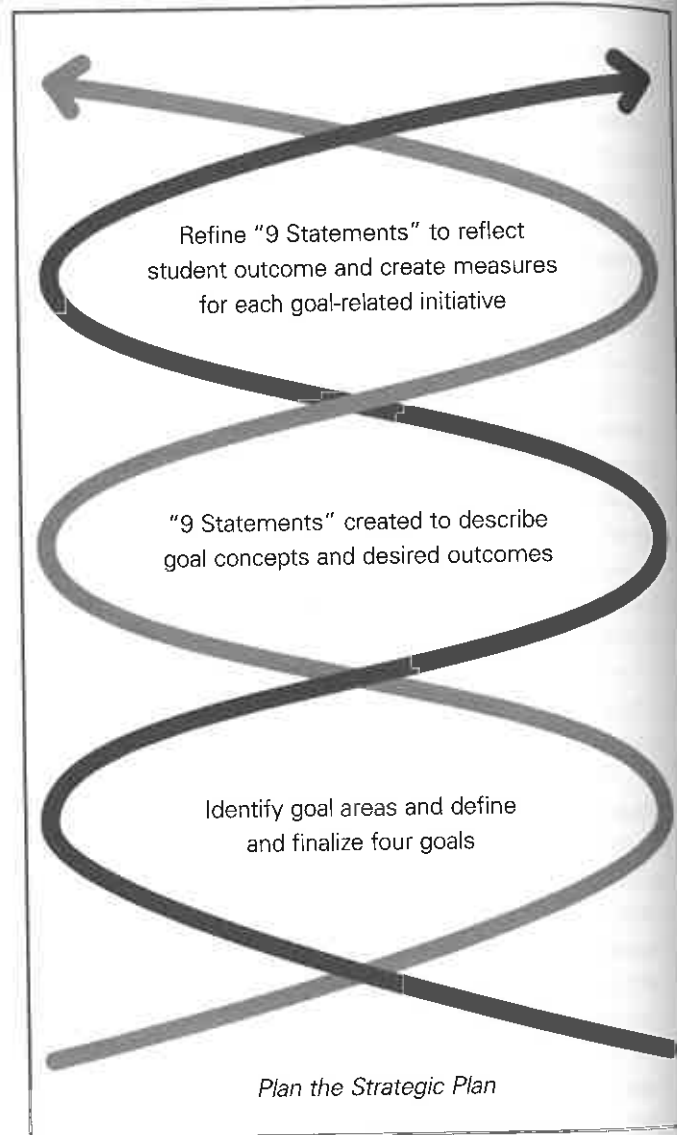 Refine "9 Statements" to reflect
student outcome and create measures
for each goal-related initiative
"9 Statements" created to describe
goal concepts and desired outcomes
Identify goal areas and define
and finalize four goals
Plan the Strategic Plan